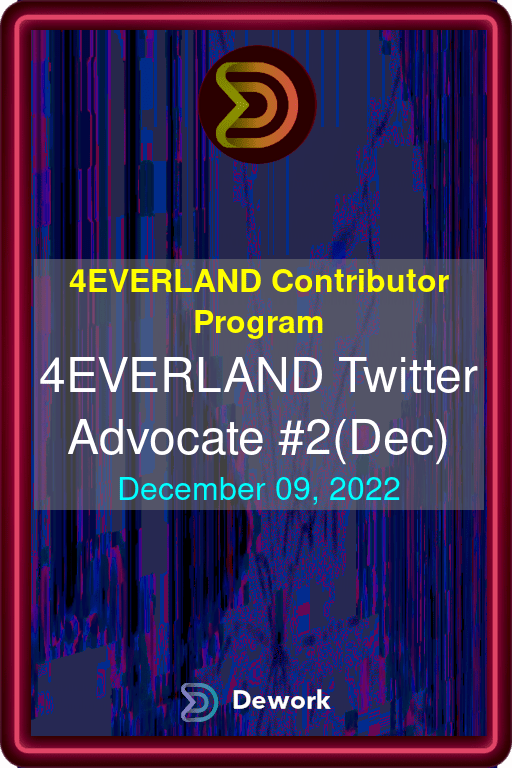 4EVERLAND Contributor
Program
4EVERLAND Twitter
Advocate #2(Dec)
December 09, 2022
Dework